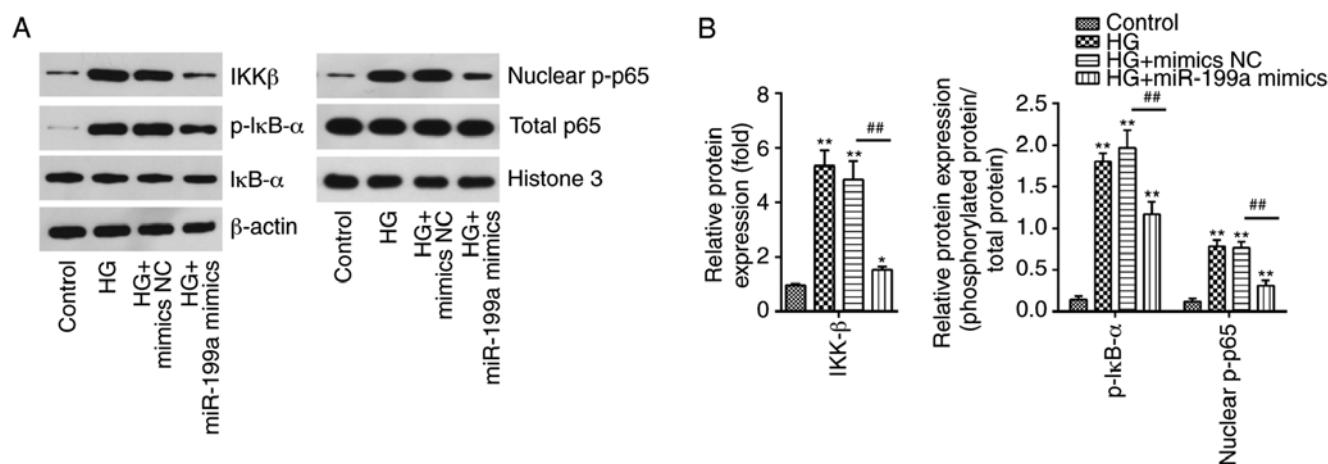 A
IKKβ
p-IκB-α
IκB-α
β-actin
Control
HG
HG+
mimics NC
HG+
miR-199a mimics
Nuclear p-p65
Total p65
Histone 3
Control
HG
HG+
mimics NC
HG+
miR-199a mimics
B
Control
HG
HG+mimics NC
HG+miR-199a mimics
Relative protein
expression (fold)
8
6
4
2
0
**
**
##
*
IKK-β
Relative protein expression
(phosphorylated protein/
total protein)
2.5
2.0
1.5
1.0
0.5
0.0
**
**
##
**
**
**
##
**
p-IκB-α
Nuclear p-p65